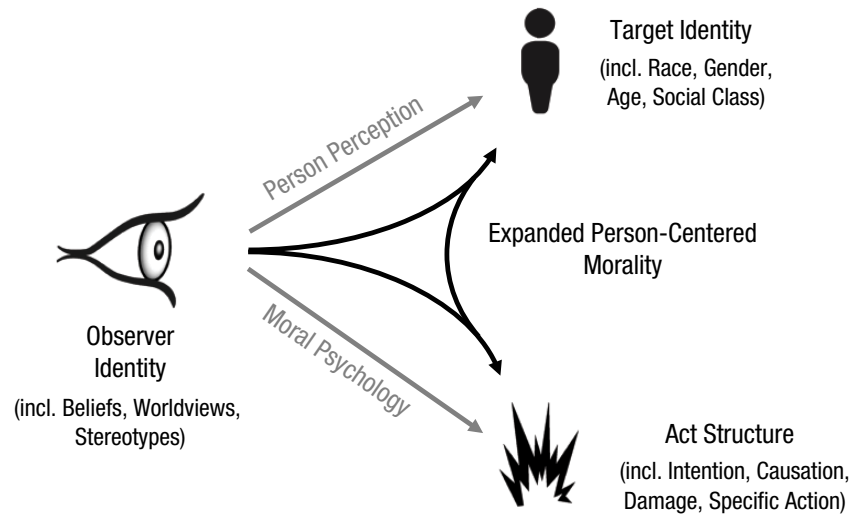 Target Identity
(incl. Race, Gender,
Age, Social Class)
Person Perception
Expanded Person-Centered
Morality
Observer
Identity
(incl. Beliefs, Worldviews,
Stereotypes)
Moral Psychology
Act Structure
(incl. Intention, Causation,
Damage, Specific Action)